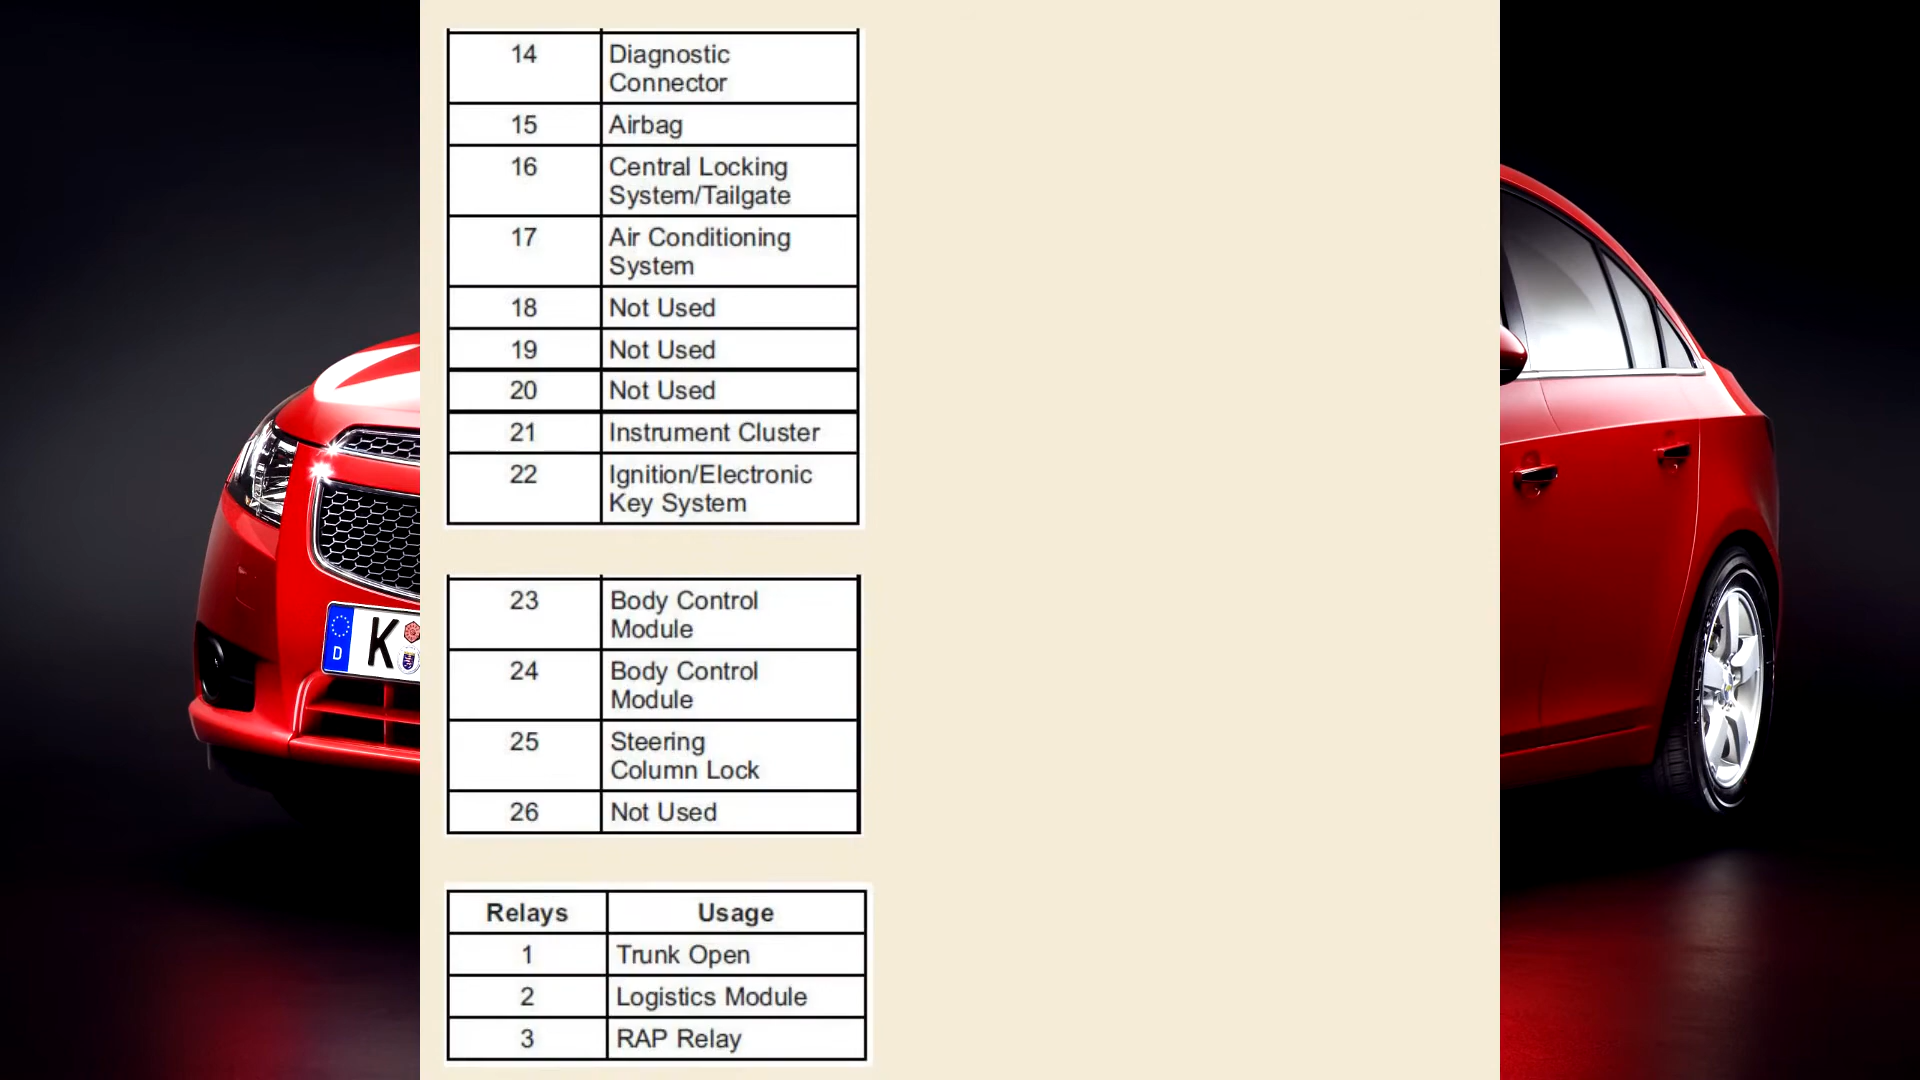 14 Diagnostic
Connector
15 Airbag
16 Central Locking
System/Tailgate
17 Air Conditioning
System
18 Not Used
19 Not Used
20 Not Used
21 Instrument Cluster
22 Ignition/Electronic
Key System
23 Body Control
Module
24 Body Control
Module
25 Steering
Column Lock
26 Not Used
Relays Usage
1 Trunk Open
2 Logistics Module
3 RAP Relay
D K